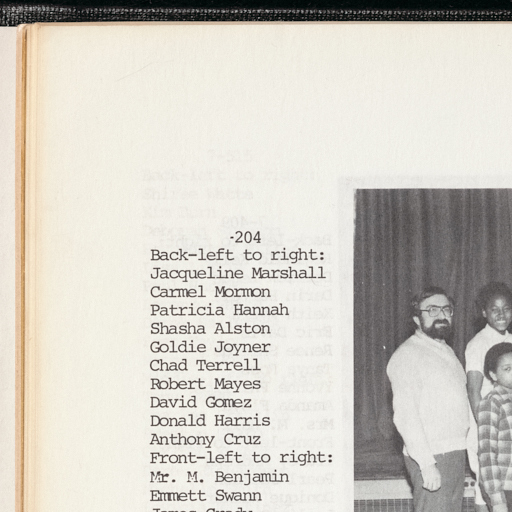 -204
Back-left to right:
Jacqueline Marshall
Carmel Mormon
Patricia Hannah
Shasha Alston
Goldie Joyner
Chad Terrell
Robert Mayes
David Gomez
Donald Harris
Anthony Cruz
Front-left to right:
Mr. M. Benjamin
Emmett Swann